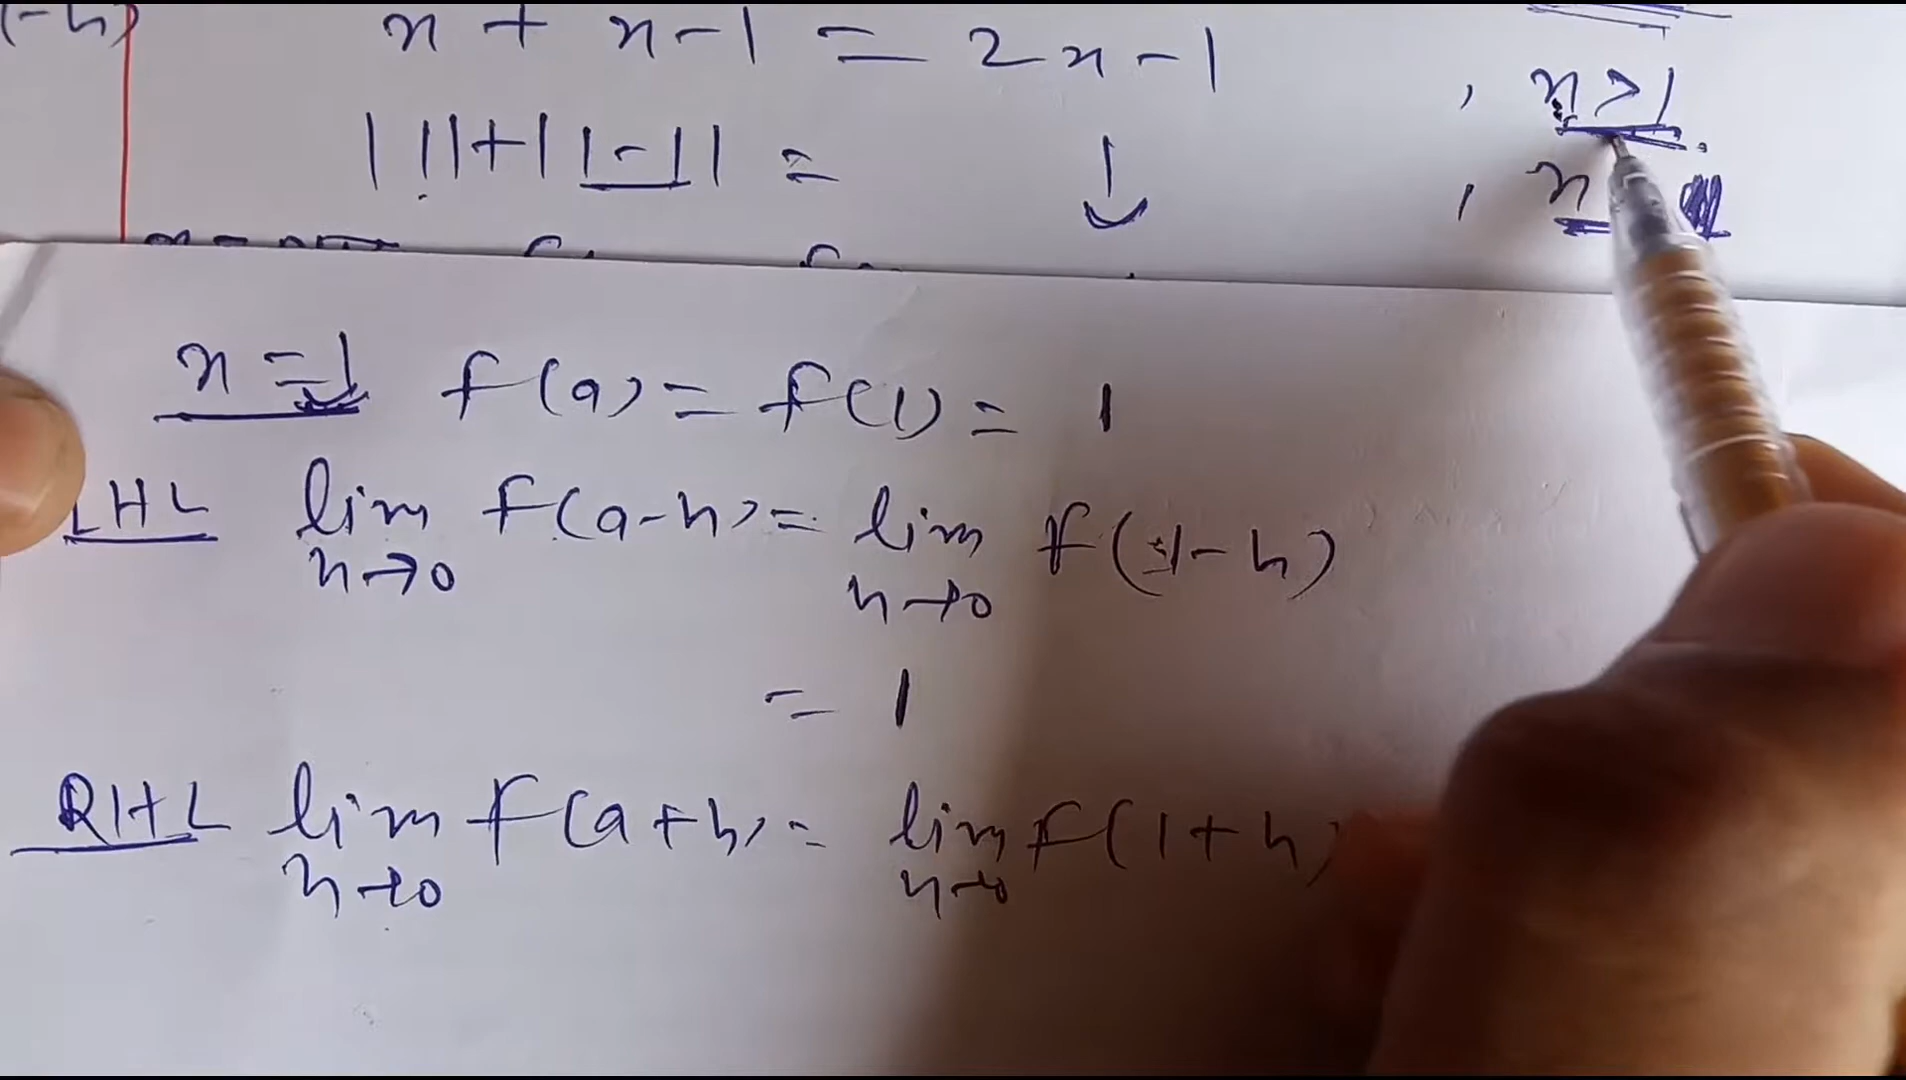 -h)
x + x-1 = 2x-1 , x>1
|1|+|1-1| = 1 , x
x=1 f(a) = f(1) = 1
LHL lim f(a-h) = lim f(1-h)
h→0 h→0
= 1
RHL lim f(a+h) = lim f(1+h)
h→0 h→0